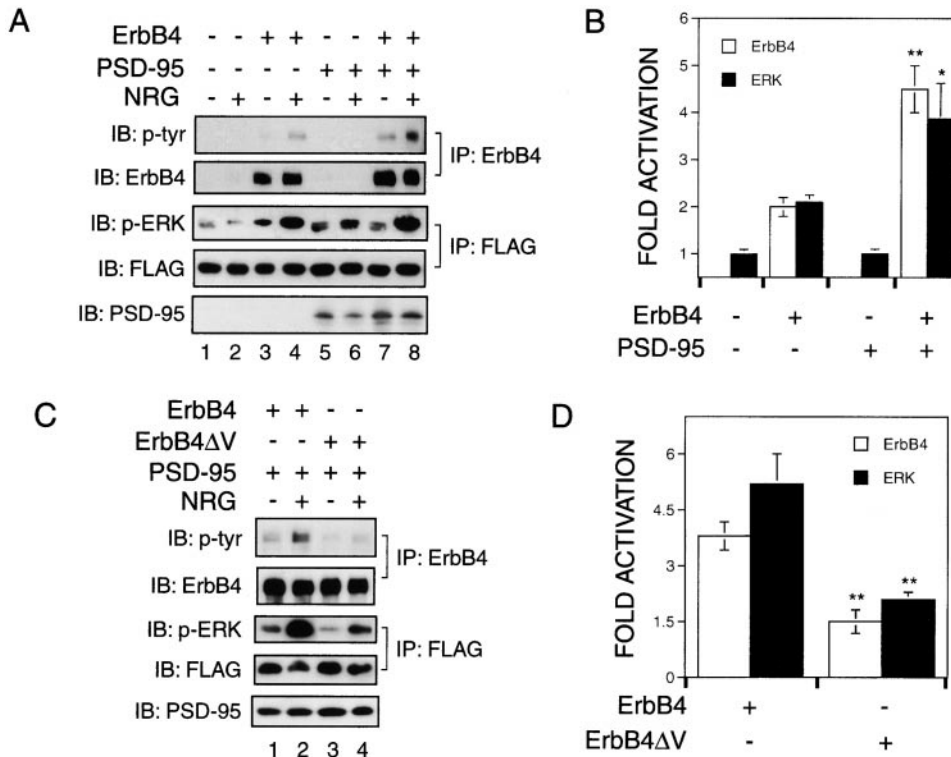 A
ErbB4 - - + + - - + +
PSD-95 - - - - + + + +
NRG - + - + - + - +
IB: p-tyr
IB: ErbB4
IP: ErbB4
IB: p-ERK
IB: FLAG
IP: FLAG
IB: PSD-95
1 2 3 4 5 6 7 8
B
FOLD ACTIVATION
6
5
4
2
1
ErbB4
ERK
**
*
ErbB4 - + - +
PSD-95 - - + +
C
ErbB4 + + - -
ErbB4ΔV - - + +
PSD-95 + + + +
NRG - + - +
IB: p-tyr
IB: ErbB4
IP: ErbB4
IB: p-ERK
IB: FLAG
IP: FLAG
IB: PSD-95
1 2 3 4
D
FOLD ACTIVATION
6
4.5
3
1.5
0
ErbB4
ERK
**
**
ErbB4 + -
ErbB4ΔV - +